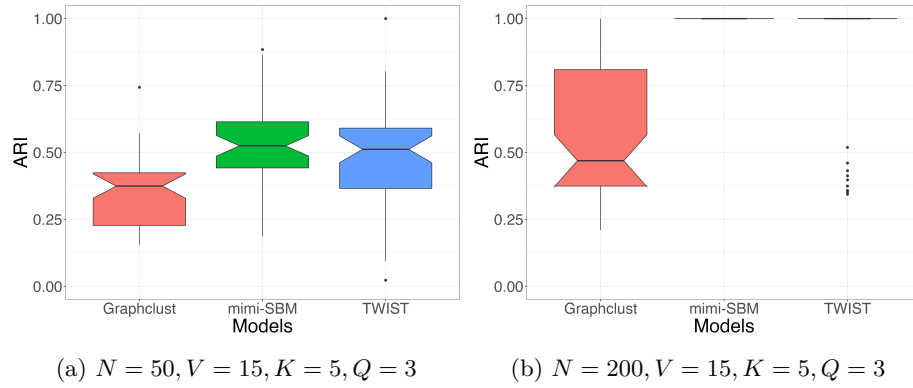 1.00
0.75
0.50
0.25
0.00
ARI
Graphclust mimi-SBM TWIST
Models
(a) N = 50, V = 15, K = 5, Q = 3
1.00
0.75
0.50
0.25
0.00
ARI
Graphclust mimi-SBM TWIST
Models
(b) N = 200, V = 15, K = 5, Q = 3